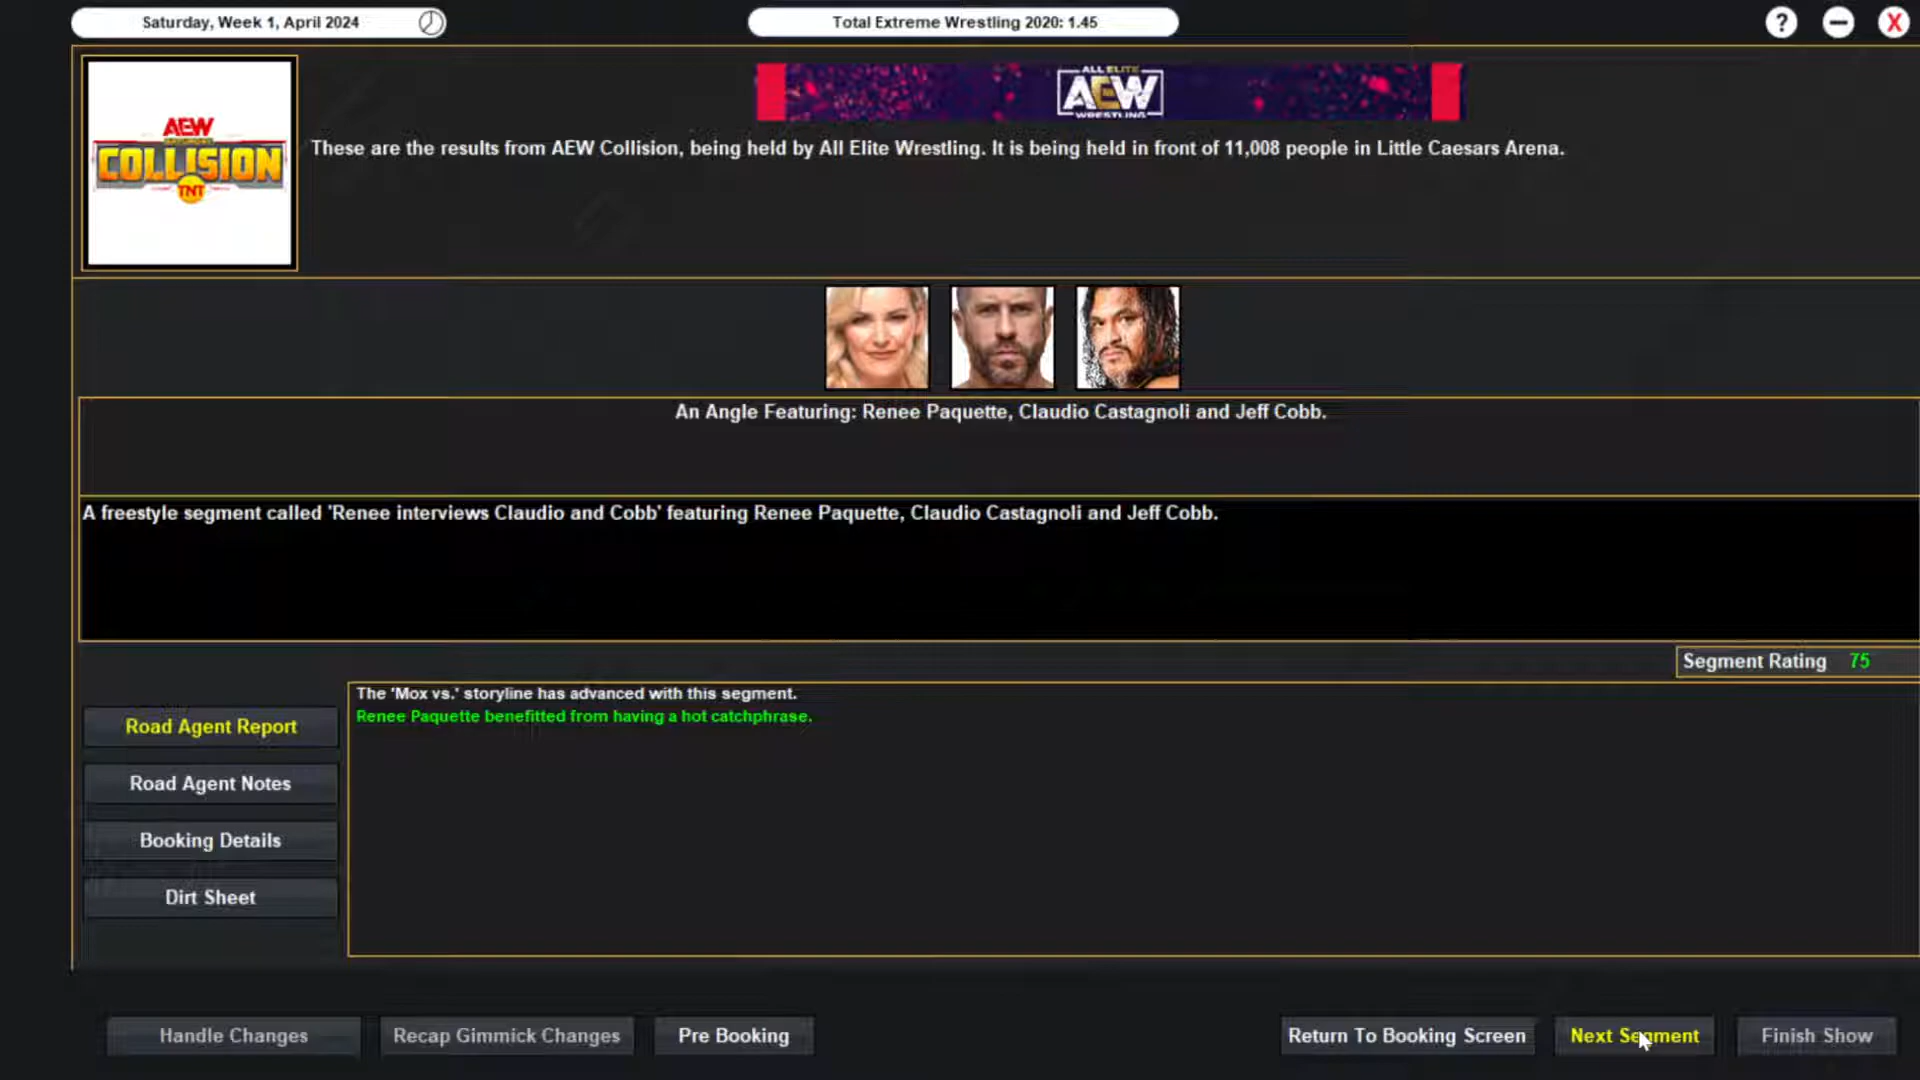 Saturday, Week 1, April 2024
Total Extreme Wrestling 2020: 1.45
?
X
ALL ELITE
AEW
WRESTLING
AEW
COLLISION
TNT
These are the results from AEW Collision, being held by All Elite Wrestling. It is being held in front of 11,008 people in Little Caesars Arena.
An Angle Featuring: Renee Paquette, Claudio Castagnoli and Jeff Cobb.
A freestyle segment called 'Renee interviews Claudio and Cobb' featuring Renee Paquette, Claudio Castagnoli and Jeff Cobb.
Segment Rating 75
The 'Mox vs.' storyline has advanced with this segment.
Renee Paquette benefitted from having a hot catchphrase.
Road Agent Report
Road Agent Notes
Booking Details
Dirt Sheet
Handle Changes
Recap Gimmick Changes
Pre Booking
Return To Booking Screen
Next Segment
Finish Show